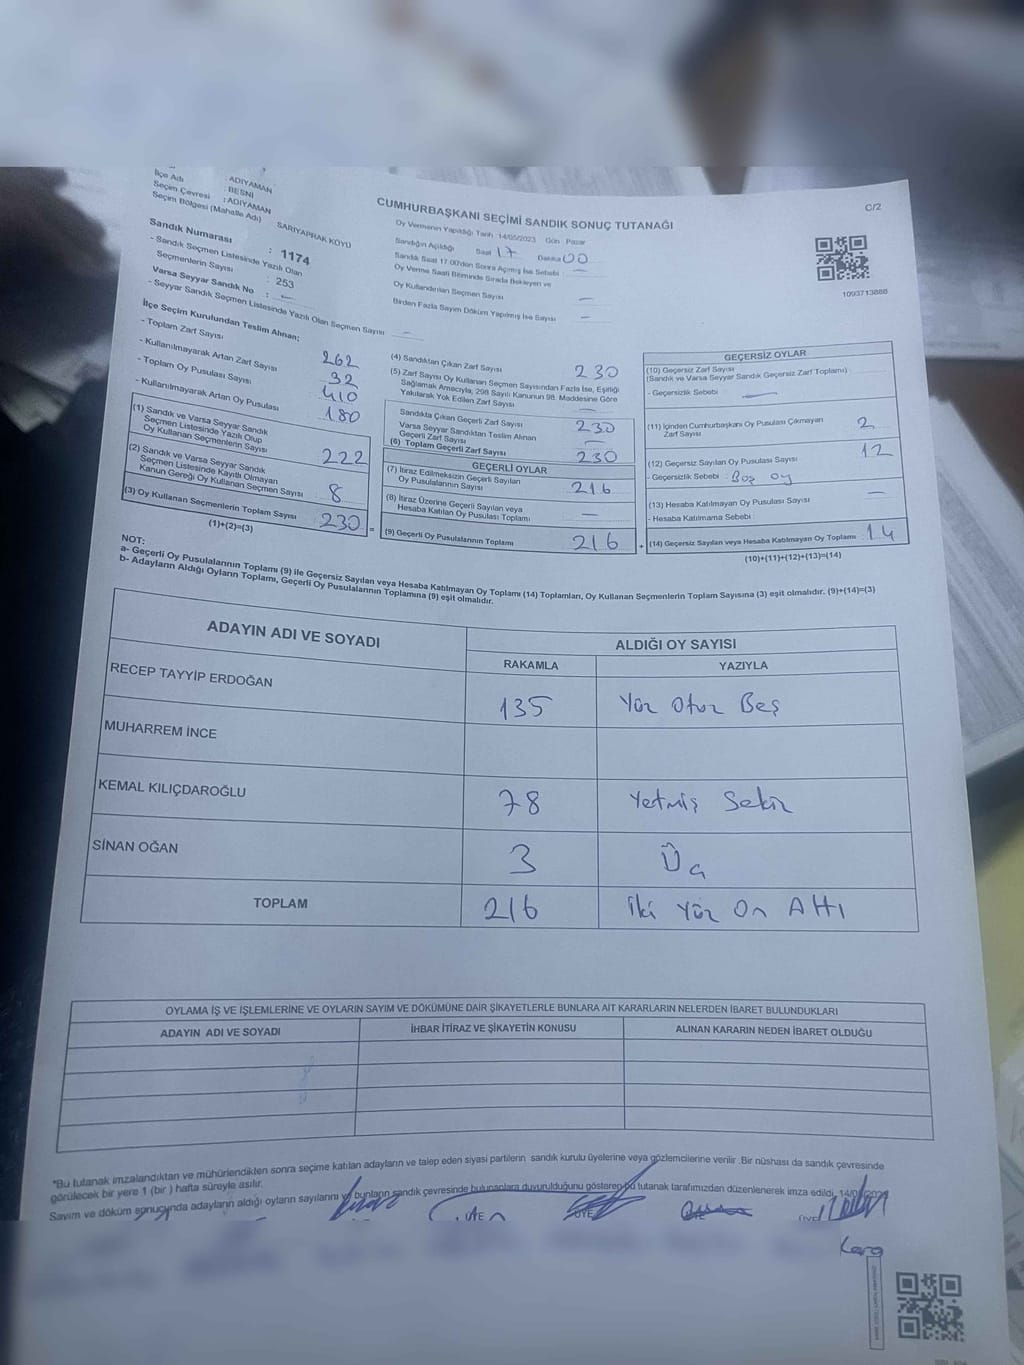 ADIYAMAN
İlçe Adı : BESNİ
Seçim Çevresi : ADIYAMAN
Seçim Bölgesi (Mahalle Adı) SARIYAPRAK KÖYÜ
Sandık Numarası : 1174
- Sandık Seçmen Listesinde Yazılı Olan
Seçmenlerin Sayısı : 253
Varsa Seyyar Sandık No : —
- Seyyar Sandık Seçmen Listesinde Yazılı Olan Seçmen Sayısı —
CUMHURBAŞKANI SEÇİMİ SANDIK SONUÇ TUTANAĞI
C/2
Oy Vermenin Yapıldığı Tarih 14/05/2023 Gün Pazar
Sandığın Açıldığı Saat 17 Dakika 00
Sandık Saat 17.00'den Sonra Açımış İse Sebebi : —
Oy Verme Saati Bitiminde Sırada Bekleyen ve
Oy Kullandırılan Seçmen Sayısı —
Birden Fazla Sayım Döküm Yapılmış İse Sayısı —
1093713888
İlçe Seçim Kurulundan Teslim Alınan;
- Toplam Zarf Sayısı 262
- Kullanılmayarak Artan Zarf Sayısı 32
- Toplam Oy Pusulası Sayısı 410
- Kullanılmayarak Artan Oy Pusulası 180
(1) Sandık ve Varsa Seyyar Sandık
Seçmen Listesinde Yazılı Olup
Oy Kullanan Seçmenlerin Sayısı 222
(2) Sandık ve Varsa Seyyar Sandık
Seçmen Listesinde Kayıtlı Olmayan
Kanun Gereği Oy Kullanan Seçmen Sayısı 8
(3) Oy Kullanan Seçmenlerin Toplam Sayısı 230 =
(1)+(2)=(3)
(4) Sandıktan Çıkan Zarf Sayısı 230
(5) Zarf Sayısı Oy Kullanan Seçmen Sayısından Fazla İse, Eşitliği
Sağlamak Amacıyla, 298 Sayılı Kanunun 98. Maddesine Göre
Yakılarak Yok Edilen Zarf Sayısı —
Sandıkta Çıkan Geçerli Zarf Sayısı 230
Varsa Seyyar Sandıktan Teslim Alınan
Geçerli Zarf Sayısı —
(6) Toplam Geçerli Zarf Sayısı 230
GEÇERLİ OYLAR
(7) İtiraz Edilmeksizin Geçerli Sayılan
Oy Pusulalarının Sayısı 216
(8) İtiraz Üzerine Geçerli Sayılan veya
Hesaba Katılan Oy Pusulası Toplamı —
(9) Geçerli Oy Pusulalarının Toplamı 216 +
GEÇERSİZ OYLAR
(10) Geçersiz Zarf Sayısı
(Sandık ve Varsa Seyyar Sandık Geçersiz Zarf Toplamı)
- Geçersizlik Sebebi : —
(11) İçinden Cumhurbaşkanı Oy Pusulası Çıkmayan
Zarf Sayısı 2
(12) Geçersiz Sayılan Oy Pusulası Sayısı 12
- Geçersizlik Sebebi : Boş oy
(13) Hesaba Katılmayan Oy Pusulası Sayısı —
- Hesaba Katılmama Sebebi
(14) Geçersiz Sayılan veya Hesaba Katılmayan Oy Toplamı 14
(10)+(11)+(12)+(13)=(14)
NOT:
a- Geçerli Oy Pusulalarının Toplamı (9) ile Geçersiz Sayılan veya Hesaba Katılmayan Oy Toplamı (14) Toplamları, Oy Kullanan Seçmenlerin Toplam Sayısına (3) eşit olmalıdır. (9)+(14)=(3)
b- Adayların Aldığı Oyların Toplamı, Geçerli Oy Pusulalarının Toplamına (9) eşit olmalıdır.
ADAYIN ADI VE SOYADI ALDIĞI OY SAYISI
RAKAMLA YAZIYLA
RECEP TAYYİP ERDOĞAN 135 Yüz Otuz Beş
MUHARREM İNCE
KEMAL KILIÇDAROĞLU 78 Yetmiş Sekiz
SİNAN OĞAN 3 Üç
TOPLAM 216 İki Yüz On Altı
OYLAMA İŞ VE İŞLEMLERİNE VE OYLARIN SAYIM VE DÖKÜMÜNE DAİR ŞİKAYETLERLE BUNLARA AİT KARARLARIN NELERDEN İBARET BULUNDUKLARI
ADAYIN ADI VE SOYADI İHBAR İTİRAZ VE ŞİKAYETİN KONUSU ALINAN KARARIN NEDEN İBARET OLDUĞU
*Bu tutanak imzalandıktan ve mühürlendikten sonra seçime katılan adayların ve talep eden siyasi partilerin sandık kurulu üyelerine veya gözlemcilerine verilir. Bir nüshası da sandık çevresinde
görülecek bir yere 1 (bir) hafta süreyle asılır.
Sayım ve döküm sonucunda adayların aldığı oyların sayılarını ve bunların sandık çevresinde bulunanlara duyurulduğunu gösteren bu tutanak tarafımızdan düzenlenerek imza edildi.
ÜYE ÜYE